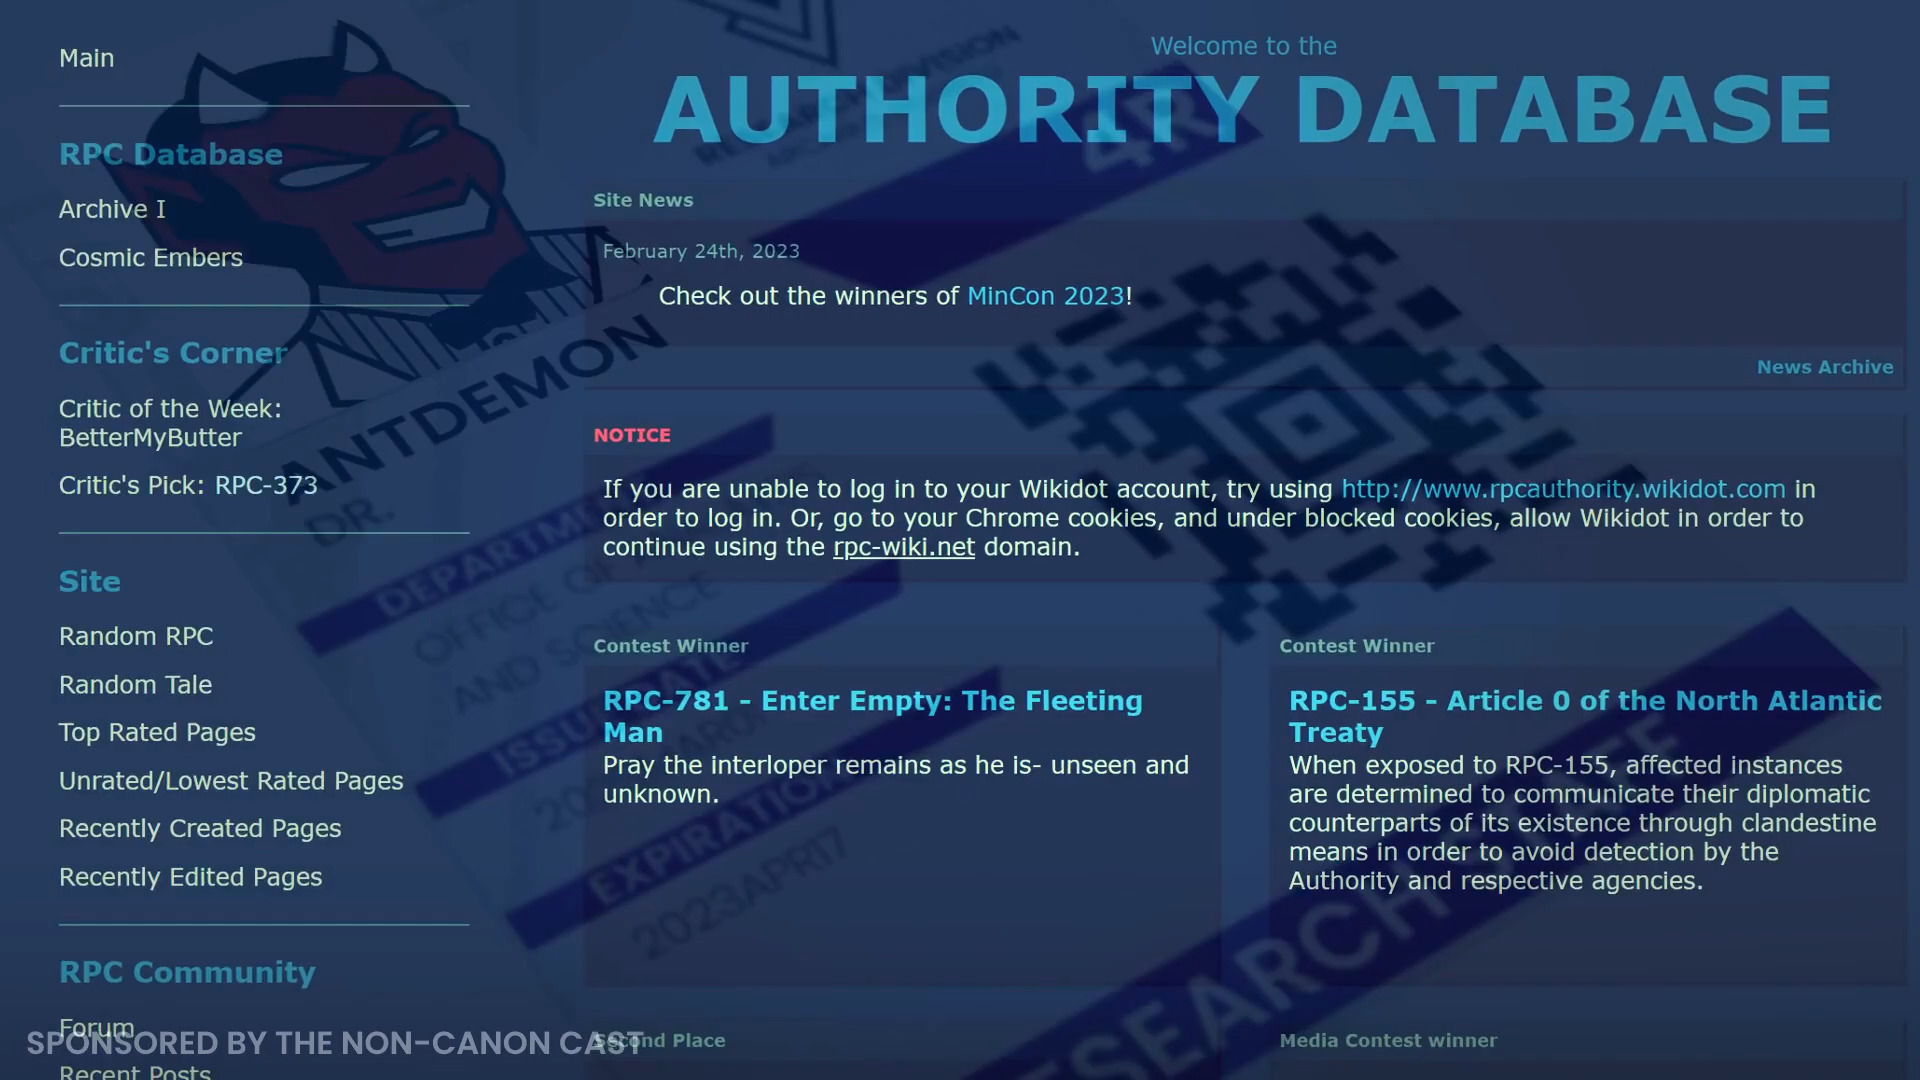 Main
RPC Database
Archive I
Cosmic Embers
Critic's Corner
Critic of the Week:
BetterMyButter
Critic's Pick: RPC-373
Site
Random RPC
Random Tale
Top Rated Pages
Unrated/Lowest Rated Pages
Recently Created Pages
Recently Edited Pages
RPC Community
Forum
Recent Posts
SPONSORED BY THE NON-CANON CAST
Welcome to the
AUTHORITY DATABASE
Site News
February 24th, 2023
Check out the winners of MinCon 2023!
News Archive
NOTICE
If you are unable to log in to your Wikidot account, try using http://www.rpcauthority.wikidot.com in
order to log in. Or, go to your Chrome cookies, and under blocked cookies, allow Wikidot in order to
continue using the rpc-wiki.net domain.
Contest Winner
RPC-781 - Enter Empty: The Fleeting
Man
Pray the interloper remains as he is- unseen and
unknown.
Contest Winner
RPC-155 - Article 0 of the North Atlantic
Treaty
When exposed to RPC-155, affected instances
are determined to communicate their diplomatic
counterparts of its existence through clandestine
means in order to avoid detection by the
Authority and respective agencies.
Second Place
Media Contest winner
4R
ANTDEMON
DR.
OFFICE OF
AND SCIENCE
EXPIRATION
2023APR17